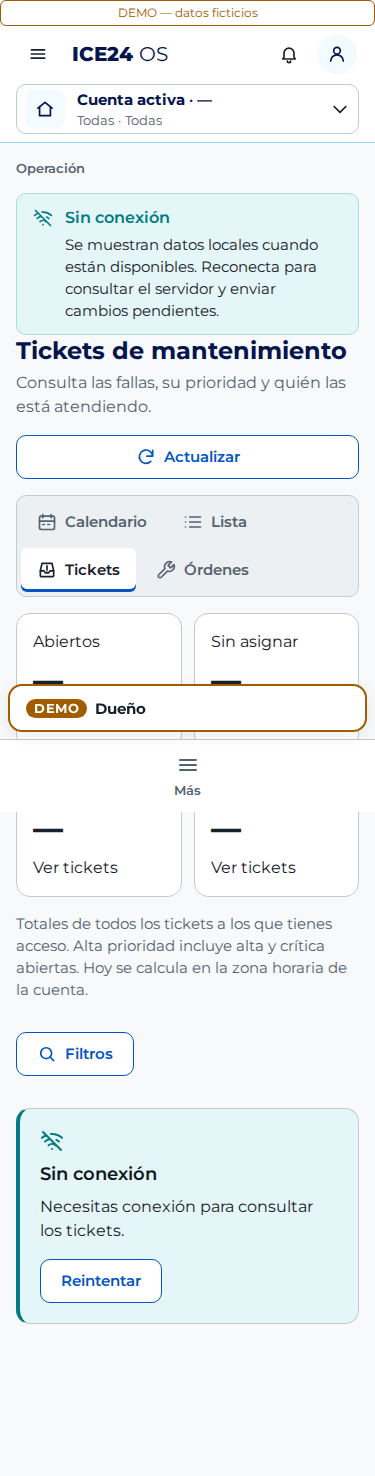 DEMO — datos ficticios
ICE24 OS
Cuenta activa · —
Todas · Todas
Operación
Sin conexión
Se muestran datos locales cuando
están disponibles. Reconecta para
consultar el servidor y enviar
cambios pendientes.
Tickets de mantenimiento
Consulta las fallas, su prioridad y quién las
está atendiendo.
Actualizar
Calendario Lista
Tickets Órdenes
Abiertos Sin asignar
— —
DEMO Dueño
Más
— —
Ver tickets Ver tickets
Totales de todos los tickets a los que tienes
acceso. Alta prioridad incluye alta y crítica
abiertas. Hoy se calcula en la zona horaria de
la cuenta.
Filtros
Sin conexión
Necesitas conexión para consultar
los tickets.
Reintentar